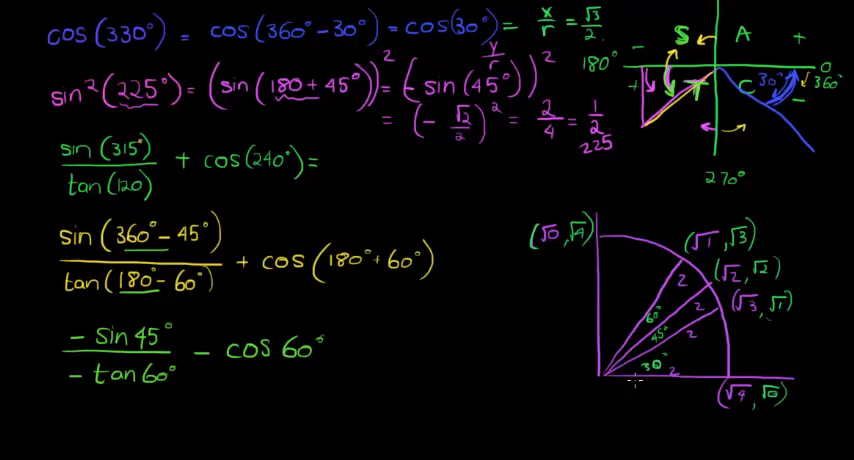 cos(330°) = cos(360° - 30°) = cos(30°) = x/r = √3/2
sin²(225°) = (sin(180 + 45°))² = (- sin(45°))² y/r
= (- √2/2)² = 2/4 = 1/2
225
sin(315°)/tan(120) + cos(240°) =
sin(360° - 45°)/tan(180° - 60°) + cos(180° + 60°)
- sin 45°/- tan 60° - cos 60°
S A +
-
180° 0
360°
+ T C 30° -
270°
(√0, √4) (√1, √3)
(√2, √2)
(√3, √1)
2 2 2 2
60°
45°
30°
(√4, √0)